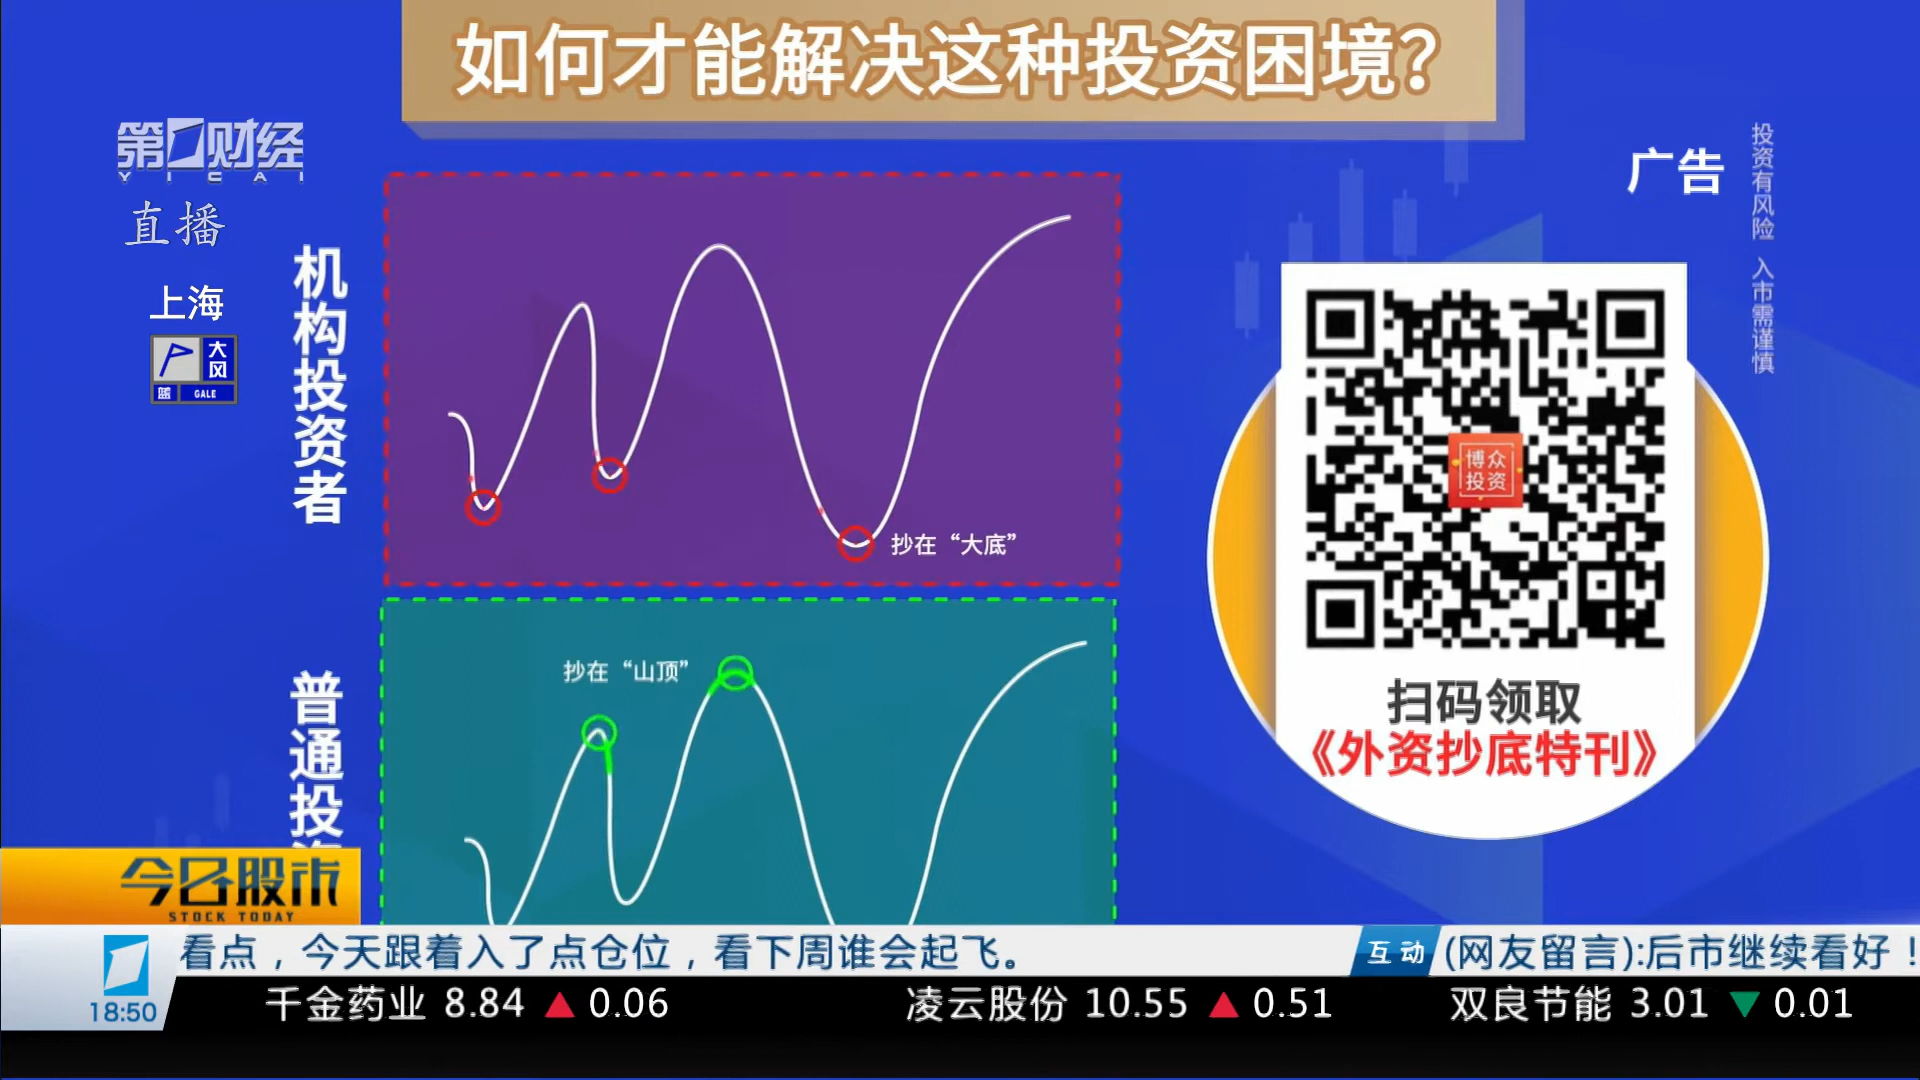 如何才能解决这种投资困境?
第一财经
YICAI
直播
上海
大风
蓝 GALE
广告
投资有风险 入市需谨慎
机构投资者
抄在“大底”
普通投
抄在“山顶”
博众
投资
扫码领取
《外资抄底特刊》
今日股市
STOCK TODAY
看点，今天跟着入了点仓位，看下周谁会起飞。
互动 (网友留言):后市继续看好！
18:50
千金药业 8.84 ▲ 0.06 凌云股份 10.55 ▲ 0.51 双良节能 3.01 ▼ 0.01